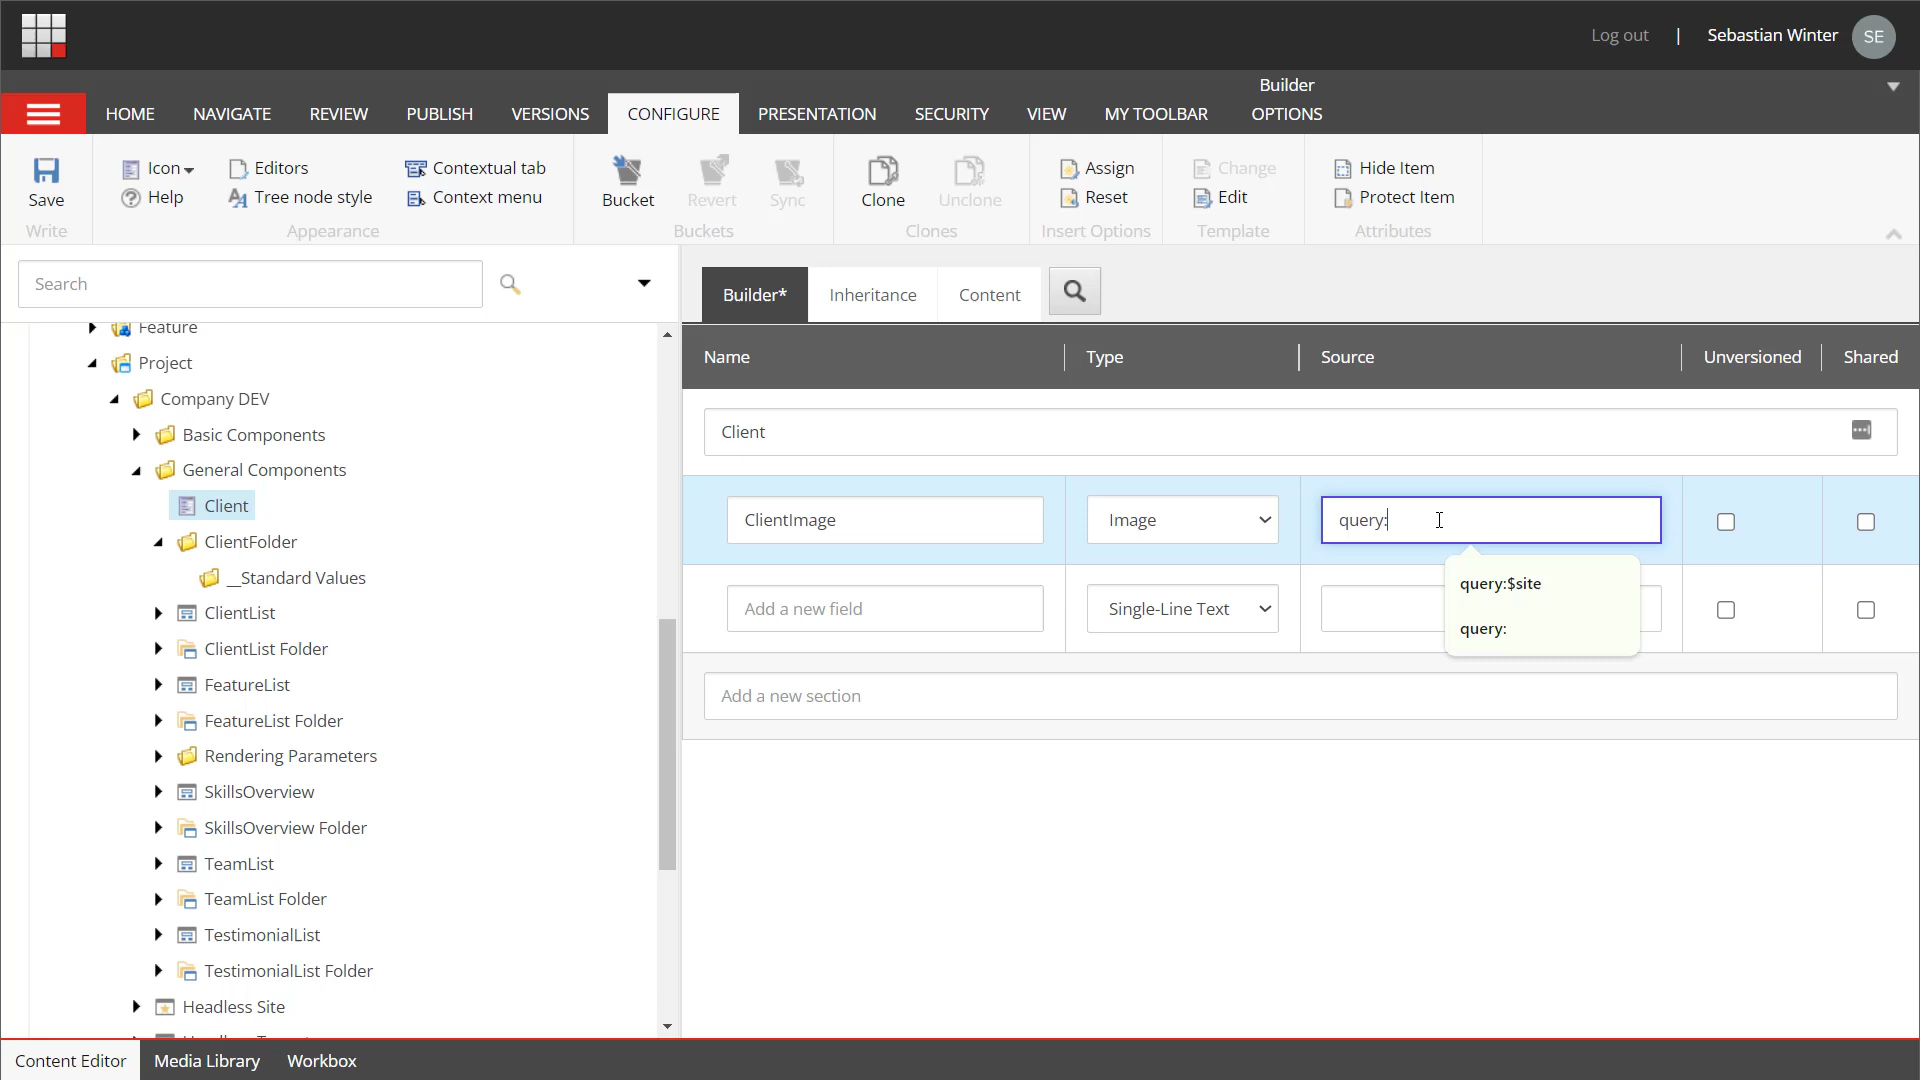 Log out | Sebastian Winter SE
Builder
HOME NAVIGATE REVIEW PUBLISH VERSIONS CONFIGURE PRESENTATION SECURITY VIEW MY TOOLBAR OPTIONS
Icon Editors Contextual tab Assign Change Hide Item
Save Help Tree node style Context menu Bucket Revert Sync Clone Unclone Reset Edit Protect Item
Write Appearance Buckets Clones Insert Options Template Attributes
Search
Builder* Inheritance Content
Feature
Project
Company DEV
Basic Components
General Components
Client
ClientFolder
__Standard Values
ClientList
ClientList Folder
FeatureList
FeatureList Folder
Rendering Parameters
SkillsOverview
SkillsOverview Folder
TeamList
TeamList Folder
TestimonialList
TestimonialList Folder
Headless Site
Name Type Source Unversioned Shared
Client
ClientImage Image query:
query:$site
Add a new field Single-Line Text
query:
Add a new section
Content Editor Media Library Workbox